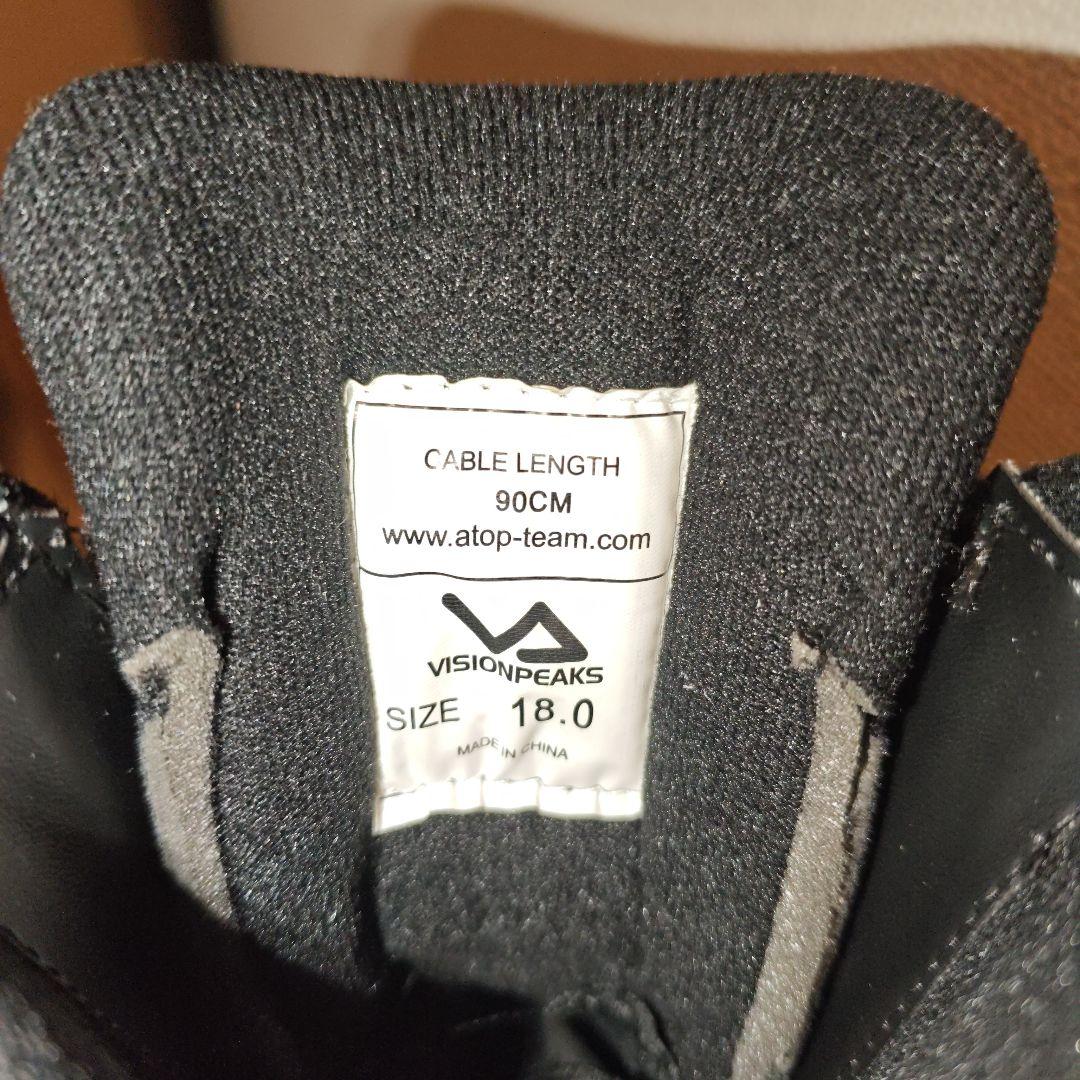 CABLE LENGTH
90CM
www.atop-team.com
VISIONPEAKS
SIZE 18.0
MADE IN CHINA